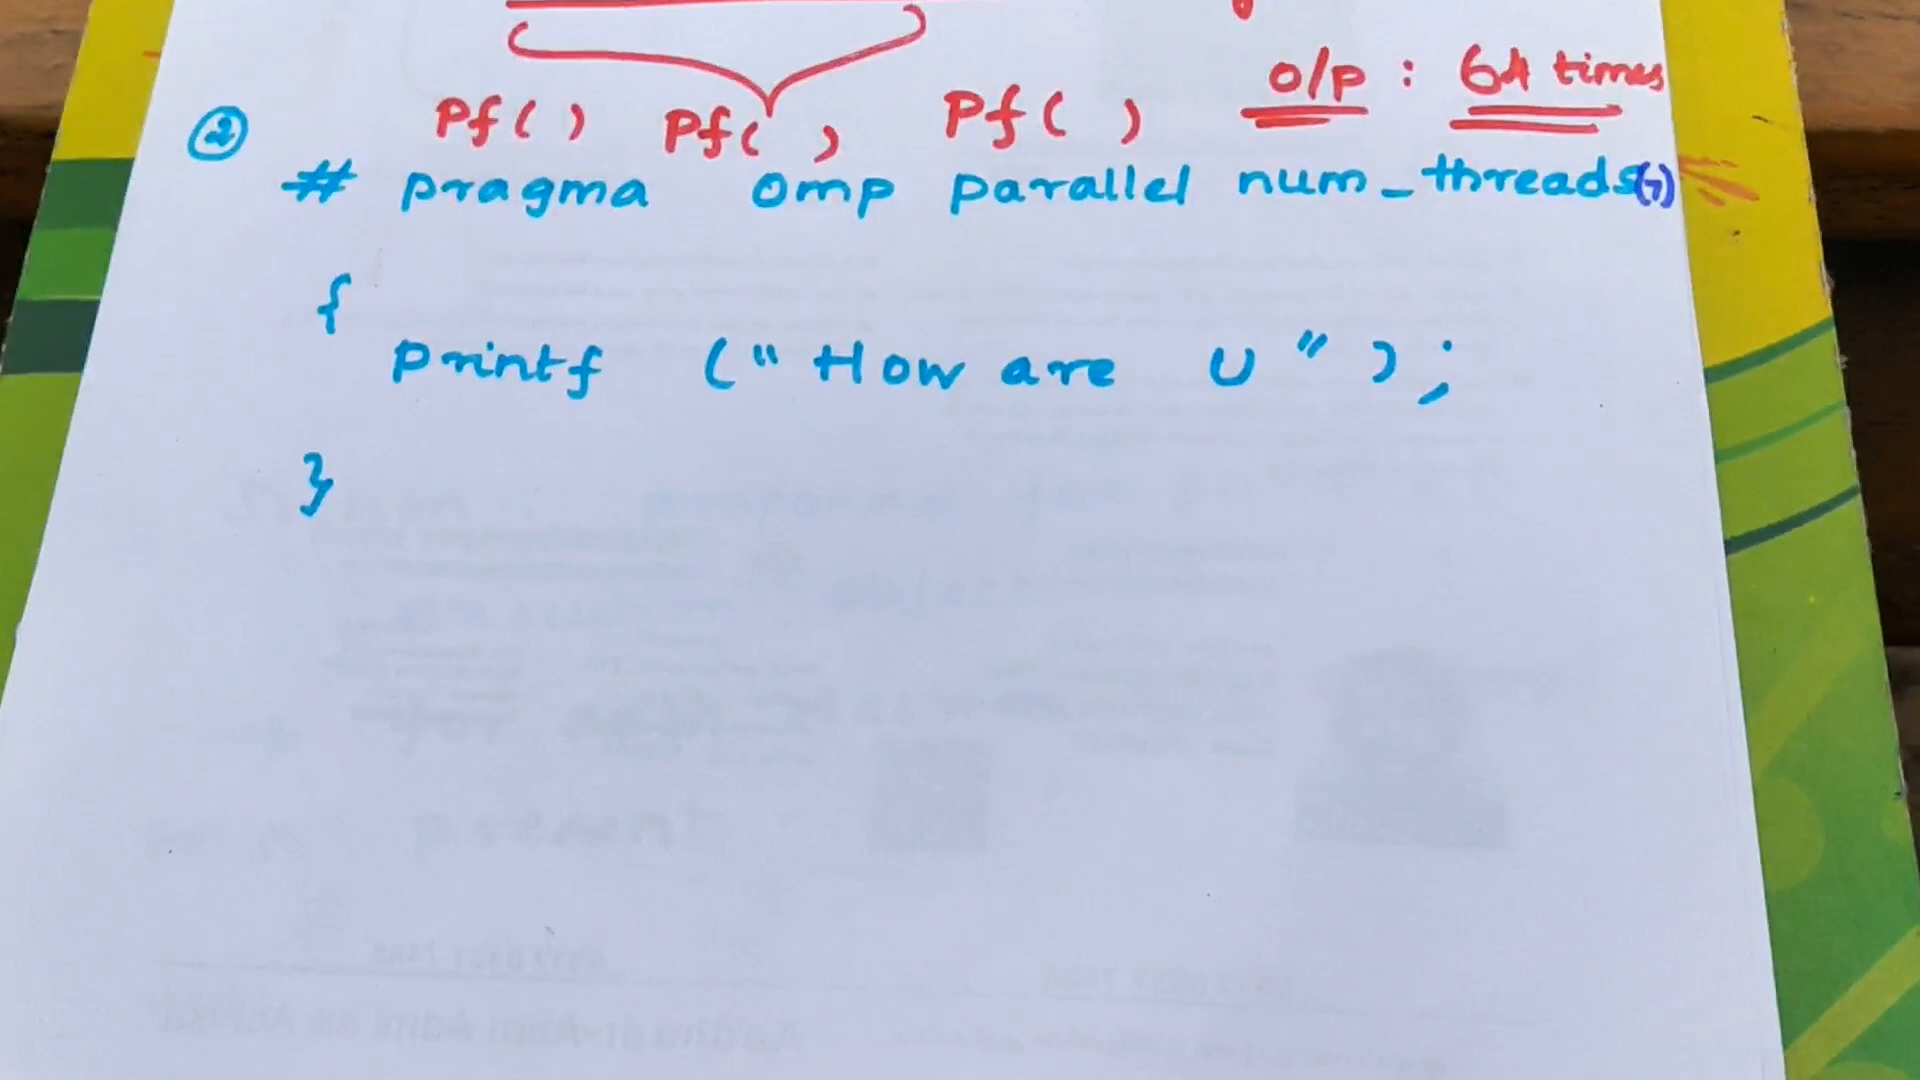 o/p : 64 times
Pf( ) Pf( ) Pf( )
②
# pragma omp parallel num_threads(7)
{
printf ("How are U");
}